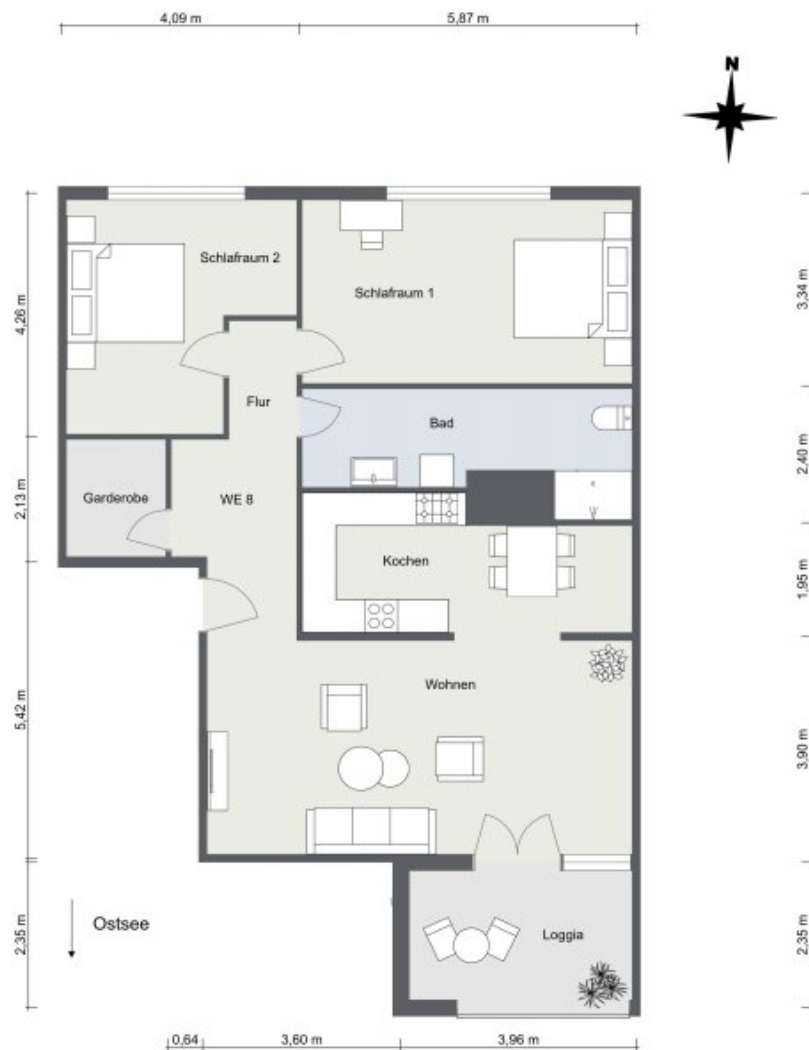 4,09 m
5,87 m
N
Schlafraum 2
Schlafraum 1
4,26 m
3,34 m
Flur
Bad
2,40 m
Garderobe
WE 8
2,13 m
Kochen
1,95 m
Wohnen
5,42 m
3,90 m
Ostsee
Loggia
2,35 m
2,35 m
0,64
3,60 m
3,96 m